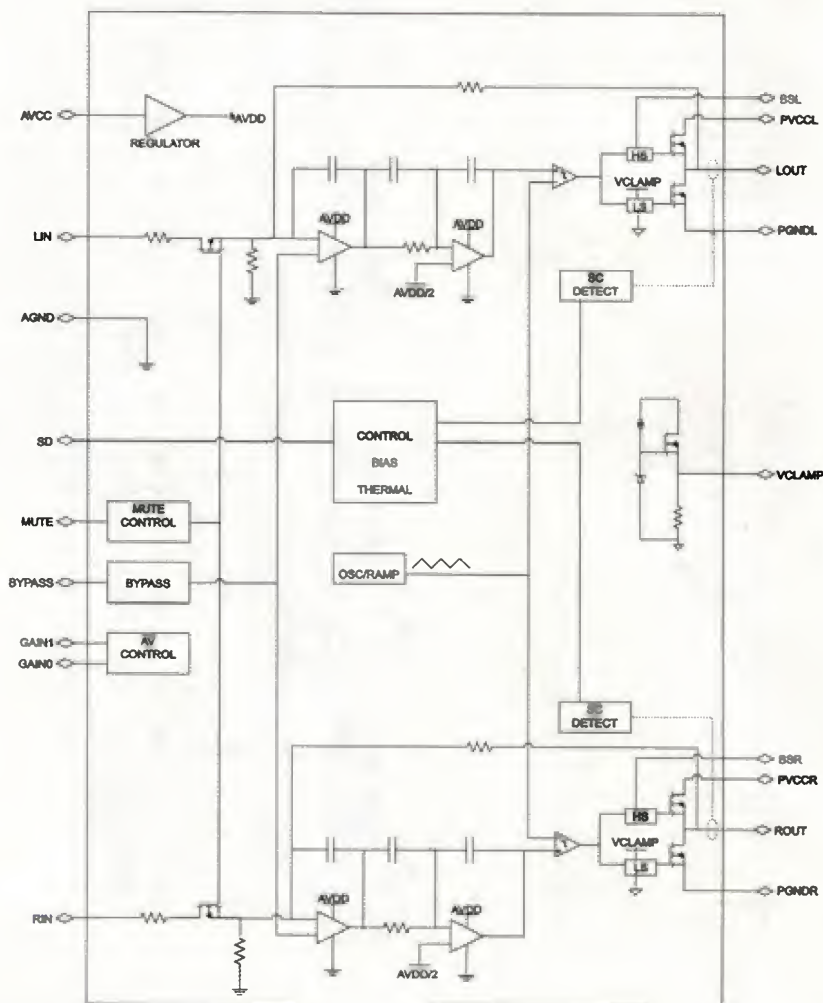 AVCC
AVDD
REGULATOR
BSL
PVCCL
HS
VCLAMP
LOUT
LS
PGNDL
LIN
AVDD
AVDD
AVDD/2
SC
DETECT
AGND
SD
CONTROL
BIAS
THERMAL
VCLAMP
MUTE
MUTE
CONTROL
BYPASS
BYPASS
OSC/RAMP
GAIN1
GAIN0
AV
CONTROL
SC
DETECT
BSR
PVCCR
HS
VCLAMP
ROUT
LS
PGNDR
RIN
AVDD
AVDD
AVDD/2